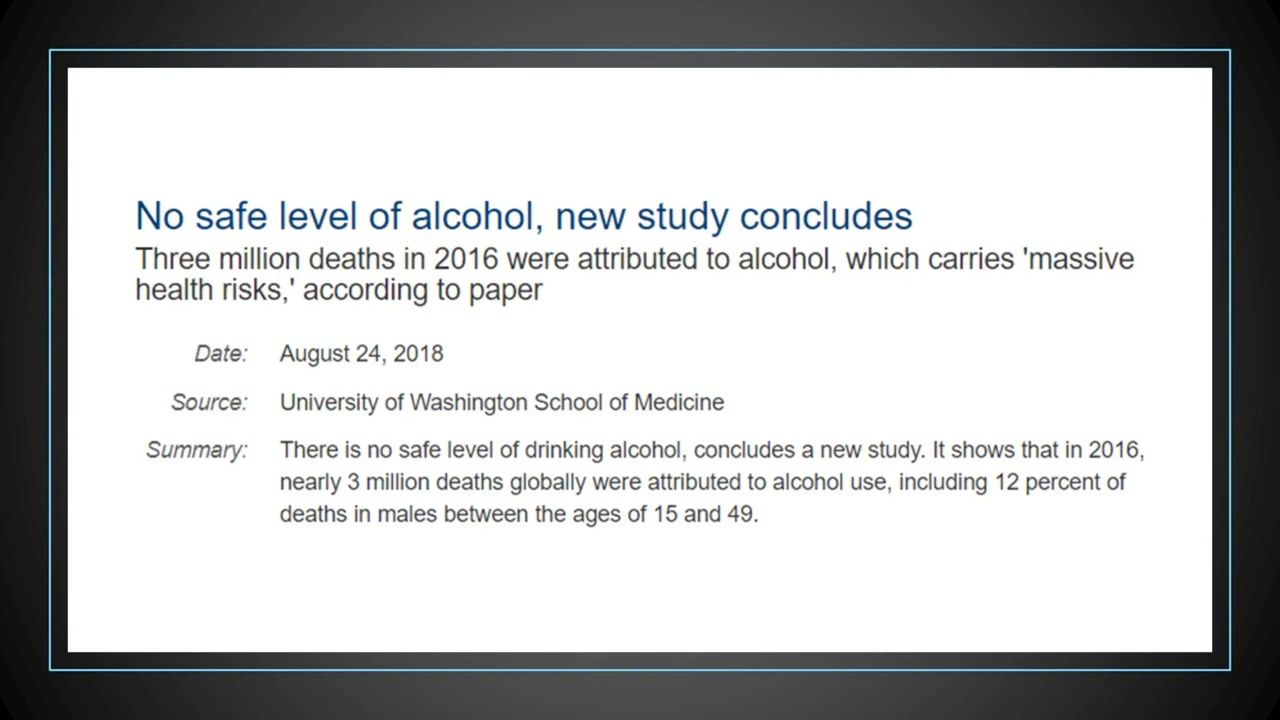 No safe level of alcohol, new study concludes
Three million deaths in 2016 were attributed to alcohol, which carries 'massive
health risks,' according to paper
Date: August 24, 2018
Source: University of Washington School of Medicine
Summary: There is no safe level of drinking alcohol, concludes a new study. It shows that in 2016,
nearly 3 million deaths globally were attributed to alcohol use, including 12 percent of
deaths in males between the ages of 15 and 49.